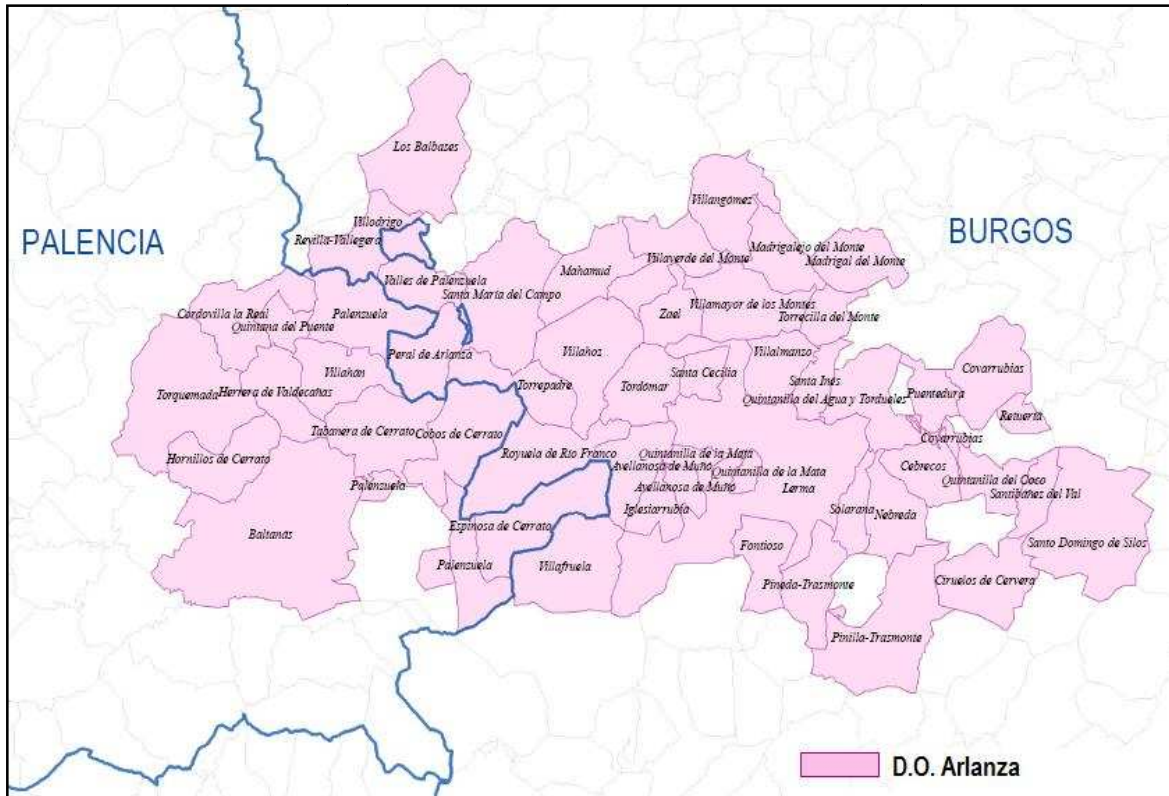 Los Balbases
Villangómez
Villodrigo
PALENCIA
BURGOS
Revilla-Vallegera
Madrigalejo del Monte
Villaverde del Monte
Madrigal del Monte
Mahamud
Valles de Palenzuela
Santa María del Campo
Villamayor de los Montes
Cordovilla la Real
Palenzuela
Zael
Torrecilla del Monte
Quintana del Puente
Peral de Arlanza
Villahoz
Villalmanzo
Covarrubias
Villahán
Santa Cecilia
Torquemada
Herrera de Valdecañas
Torrepadre
Tordómar
Santa Inés
Puentedura
Quintanilla del Agua y Tordueles
Retuerta
Tabanera de Cerrato
Cobos de Cerrato
Covarrubias
Hornillos de Cerrato
Royuela de Río Franco
Quintanilla de la Mata
Avellanosa de Muñó
Quintanilla de la Mata
Cebrecos
Palenzuela
Avellanosa de Muñó
Lerma
Quintanilla del Coco
Santibáñez del Val
Iglesiarrubia
Solarana
Nebreda
Espinosa de Cerrato
Baltanás
Fontioso
Santo Domingo de Silos
Palenzuela
Villafruela
Pineda-Trasmonte
Ciruelos de Cervera
Pinilla-Trasmonte
D.O. Arlanza